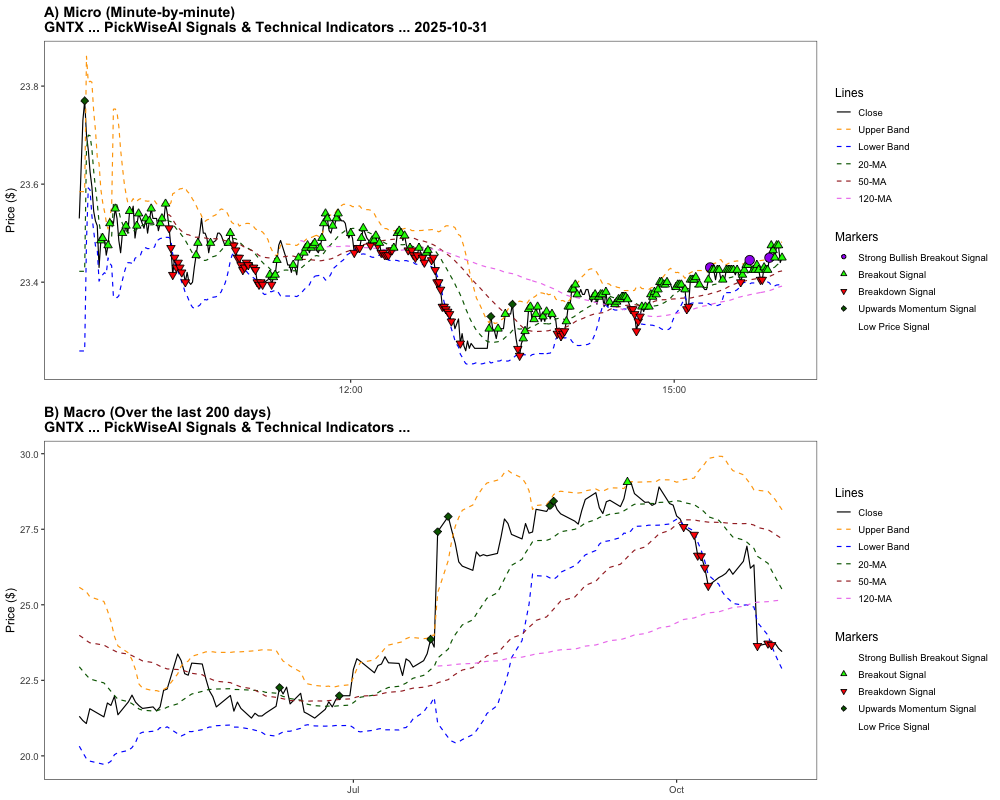 A) Micro (Minute-by-minute)
GNTX ... PickWiseAI Signals & Technical Indicators ... 2025-10-31
Price ($)
23.8
23.6
23.4
12:00
15:00
Lines
Close
Upper Band
Lower Band
20-MA
50-MA
120-MA
Markers
Strong Bullish Breakout Signal
Breakout Signal
Breakdown Signal
Upwards Momentum Signal
Low Price Signal
B) Macro (Over the last 200 days)
GNTX ... PickWiseAI Signals & Technical Indicators ...
Price ($)
30.0
27.5
25.0
22.5
20.0
Jul
Oct
Lines
Close
Upper Band
Lower Band
20-MA
50-MA
120-MA
Markers
Strong Bullish Breakout Signal
Breakout Signal
Breakdown Signal
Upwards Momentum Signal
Low Price Signal